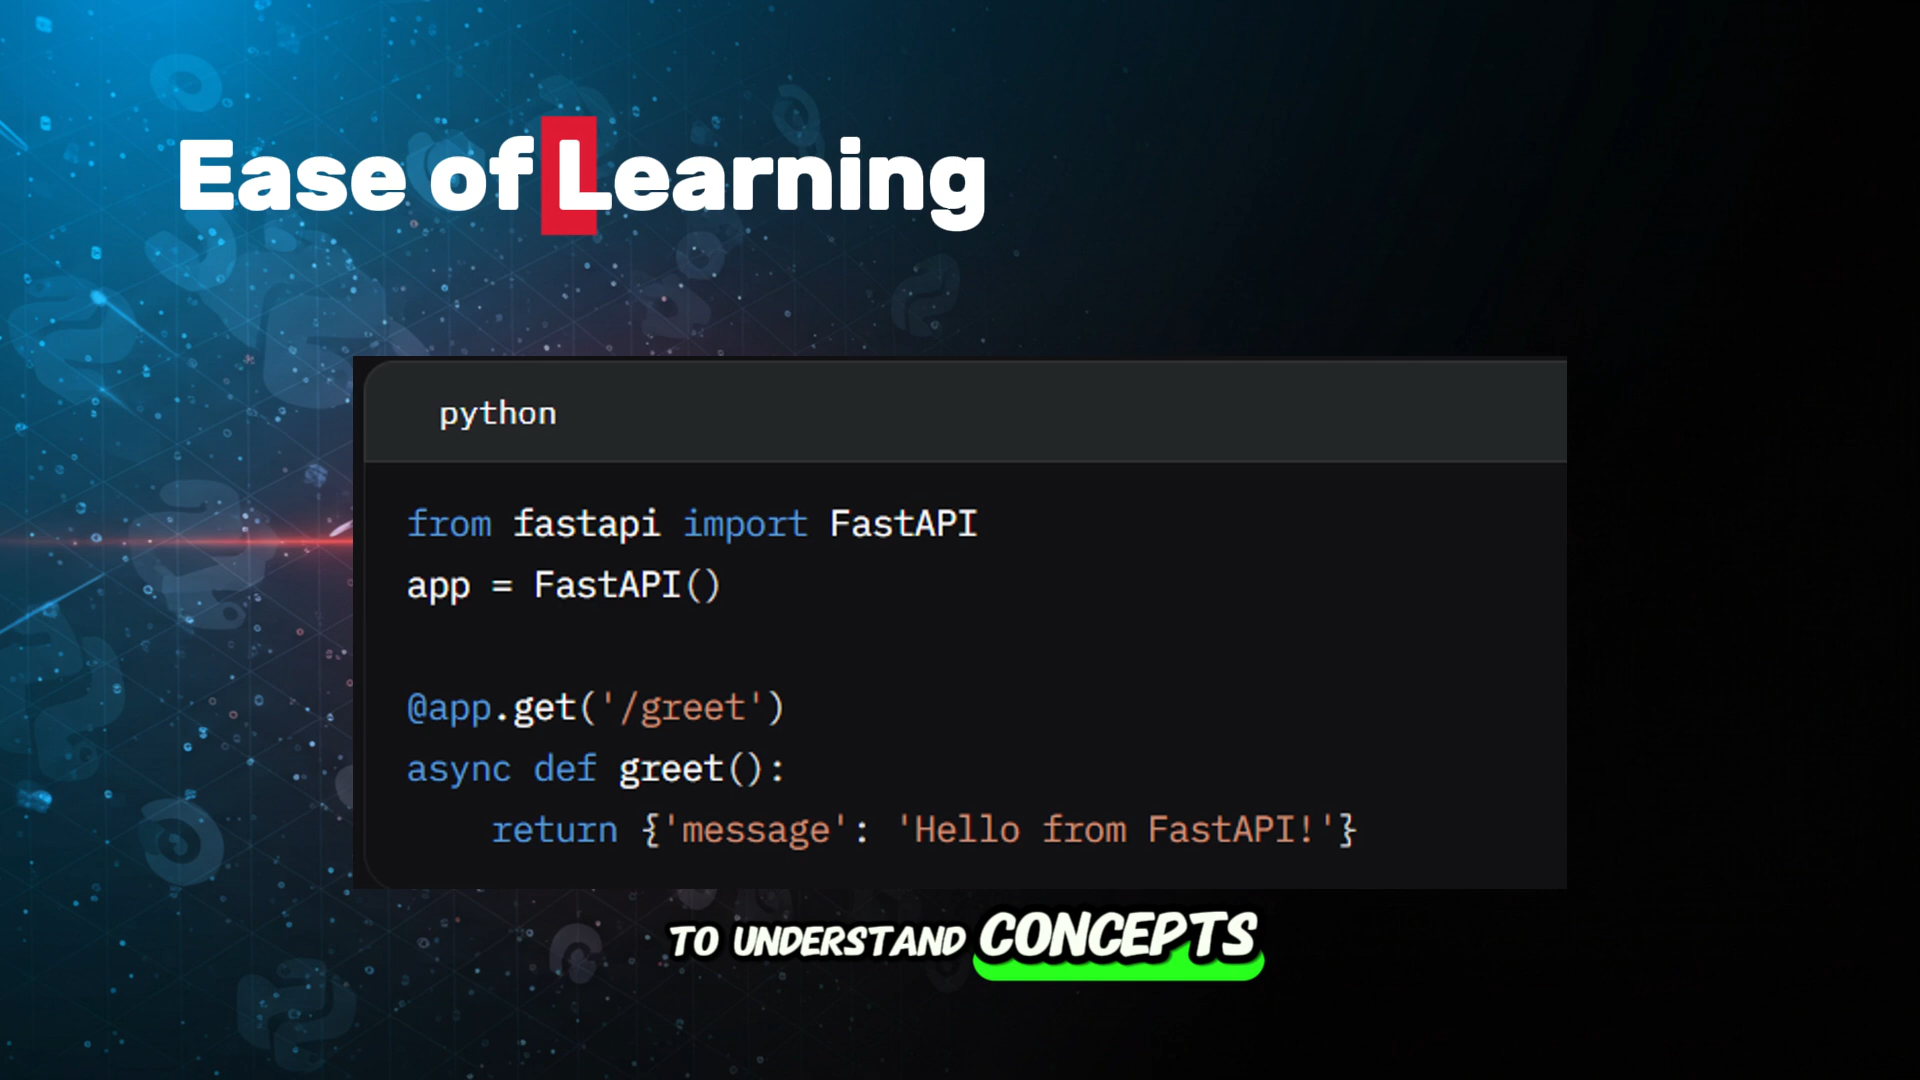 Ease of Learning
python
from fastapi import FastAPI
app = FastAPI()
@app.get('/greet')
async def greet():
    return {'message': 'Hello from FastAPI!'}
TO UNDERSTAND CONCEPTS